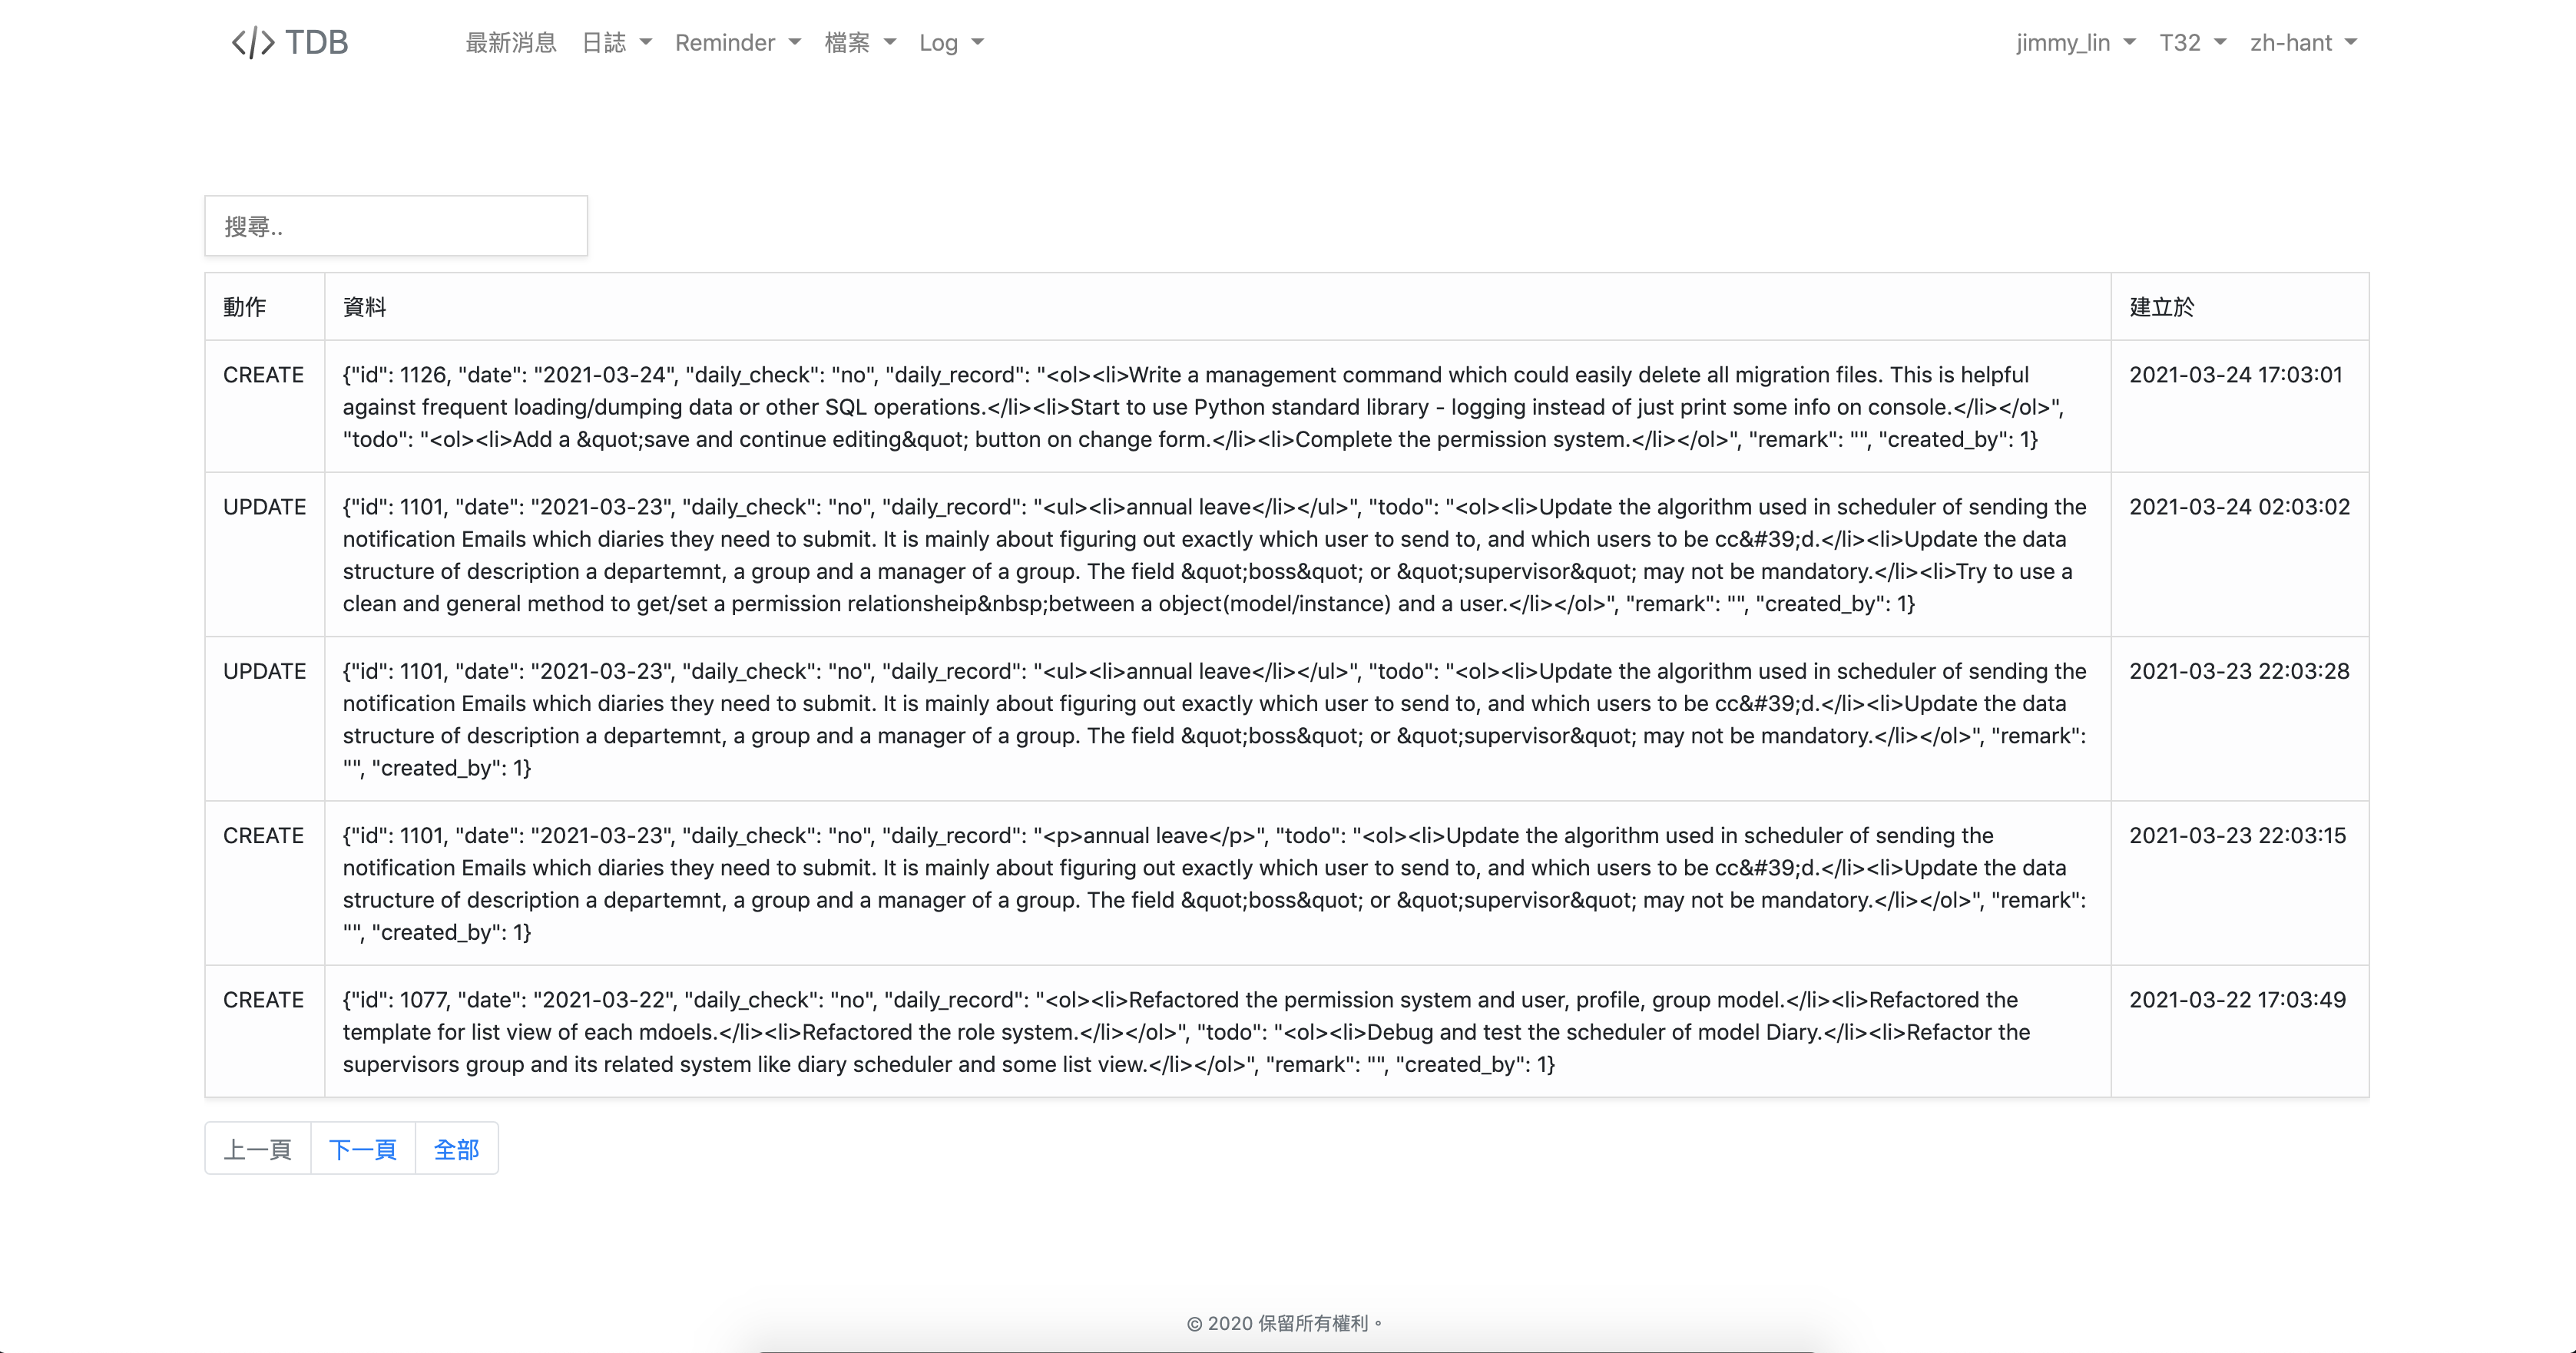 </> TDB 最新消息 日誌 Reminder 檔案 Log jimmy_lin T32 zh-hant
搜尋..
動作 資料 建立於
CREATE {"id": 1126, "date": "2021-03-24", "daily_check": "no", "daily_record": "<ol><li>Write a management command which could easily delete all migration files. This is helpful 2021-03-24 17:03:01
against frequent loading/dumping data or other SQL operations.</li><li>Start to use Python standard library - logging instead of just print some info on console.</li></ol>",
"todo": "<ol><li>Add a &quot;save and continue editing&quot; button on change form.</li><li>Complete the permission system.</li></ol>", "remark": "", "created_by": 1}
UPDATE {"id": 1101, "date": "2021-03-23", "daily_check": "no", "daily_record": "<ul><li>annual leave</li></ul>", "todo": "<ol><li>Update the algorithm used in scheduler of sending the 2021-03-24 02:03:02
notification Emails which diaries they need to submit. It is mainly about figuring out exactly which user to send to, and which users to be cc&#39;d.</li><li>Update the data
structure of description a departemnt, a group and a manager of a group. The field &quot;boss&quot; or &quot;supervisor&quot; may not be mandatory.</li><li>Try to use a
clean and general method to get/set a permission relationsheip&nbsp;between a object(model/instance) and a user.</li></ol>", "remark": "", "created_by": 1}
UPDATE {"id": 1101, "date": "2021-03-23", "daily_check": "no", "daily_record": "<ul><li>annual leave</li></ul>", "todo": "<ol><li>Update the algorithm used in scheduler of sending the 2021-03-23 22:03:28
notification Emails which diaries they need to submit. It is mainly about figuring out exactly which user to send to, and which users to be cc&#39;d.</li><li>Update the data
structure of description a departemnt, a group and a manager of a group. The field &quot;boss&quot; or &quot;supervisor&quot; may not be mandatory.</li></ol>", "remark":
"", "created_by": 1}
CREATE {"id": 1101, "date": "2021-03-23", "daily_check": "no", "daily_record": "<p>annual leave</p>", "todo": "<ol><li>Update the algorithm used in scheduler of sending the 2021-03-23 22:03:15
notification Emails which diaries they need to submit. It is mainly about figuring out exactly which user to send to, and which users to be cc&#39;d.</li><li>Update the data
structure of description a departemnt, a group and a manager of a group. The field &quot;boss&quot; or &quot;supervisor&quot; may not be mandatory.</li></ol>", "remark":
"", "created_by": 1}
CREATE {"id": 1077, "date": "2021-03-22", "daily_check": "no", "daily_record": "<ol><li>Refactored the permission system and user, profile, group model.</li><li>Refactored the 2021-03-22 17:03:49
template for list view of each mdoels.</li><li>Refactored the role system.</li></ol>", "todo": "<ol><li>Debug and test the scheduler of model Diary.</li><li>Refactor the
supervisors group and its related system like diary scheduler and some list view.</li></ol>", "remark": "", "created_by": 1}
上一頁 下一頁 全部
© 2020 保留所有權利。